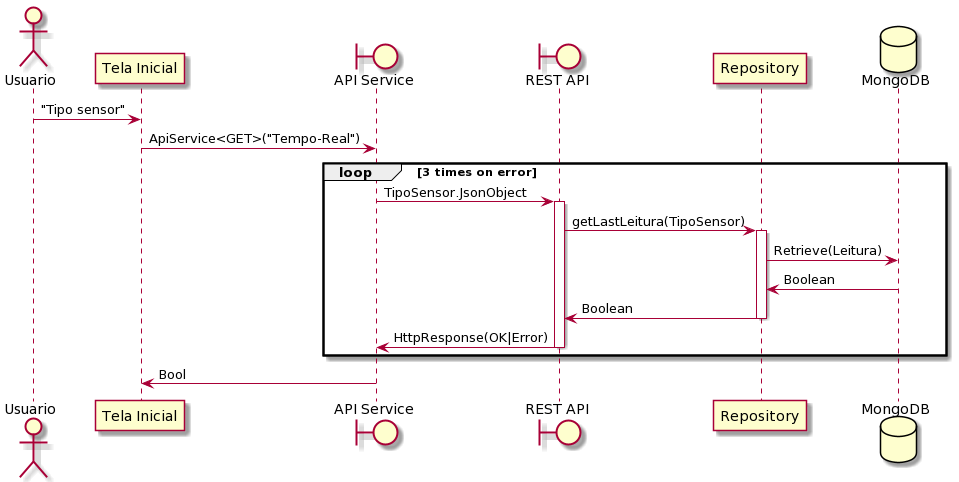 Usuario
Tela Inicial
API Service
REST API
Repository
MongoDB
"Tipo sensor"
ApiService<GET>("Tempo-Real")
loop [3 times on error]
TipoSensor.JsonObject
getLastLeitura(TipoSensor)
Retrieve(Leitura)
Boolean
Boolean
HttpResponse(OK|Error)
Bool
Usuario
Tela Inicial
API Service
REST API
Repository
MongoDB